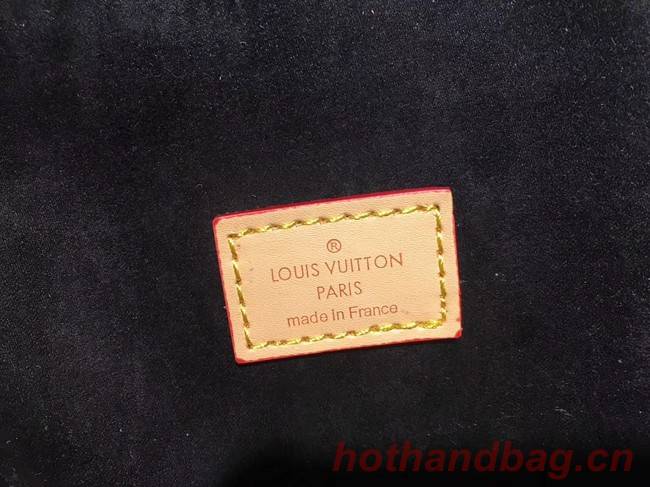 ®
LOUIS VUITTON
PARIS
made in France
hothandbag.cn